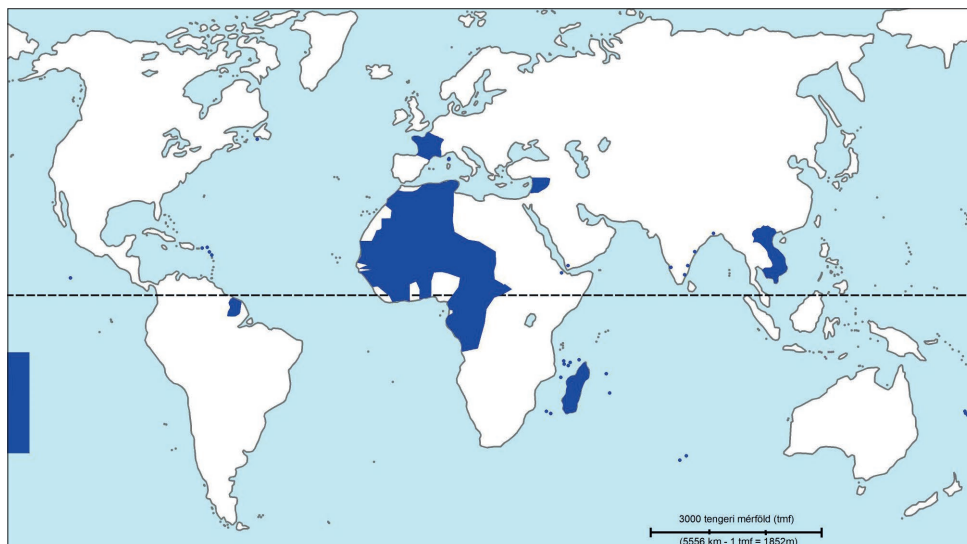 3000 tengeri mérföld (tmf)
(5556 km - 1 tmf = 1852m)